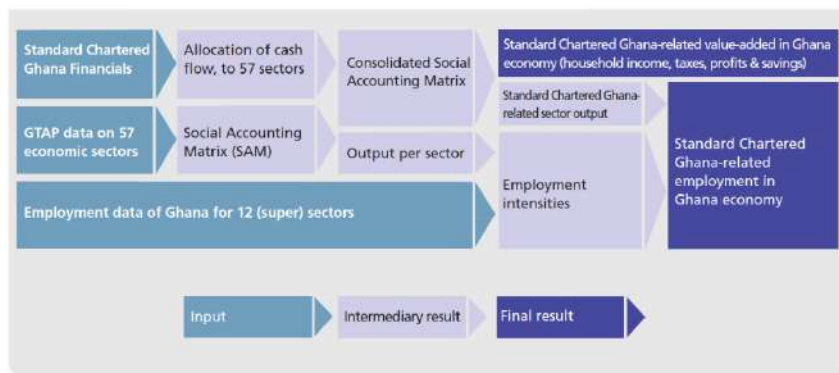 Standard Chartered
Ghana Financials
Allocation of cash
flow, to 57 sectors
Consolidated Social
Accounting Matrix
Standard Chartered Ghana-related value-added in Ghana
economy (household income, taxes, profits & savings)
Standard Chartered Ghana-
related sector output
GTAP data on 57
economic sectors
Social Accounting
Matrix (SAM)
Output per sector
Employment
intensities
Standard Chartered
Ghana-related
employment in
Ghana economy
Employment data of Ghana for 12 (super) sectors
Input
Intermediary result
Final result